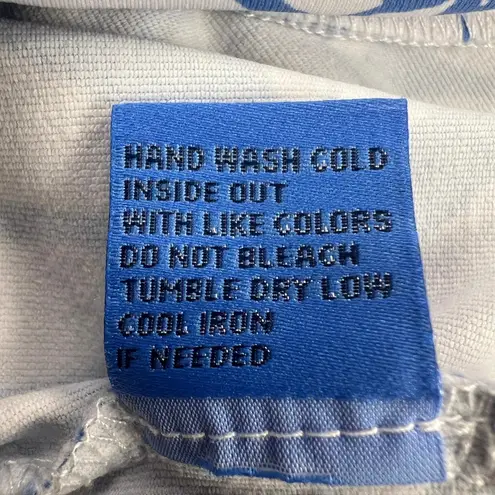 HAND WASH COLD
INSIDE OUT
WITH LIKE COLORS
DO NOT BLEACH
TUMBLE DRY LOW
COOL IRON
IF NEEDED